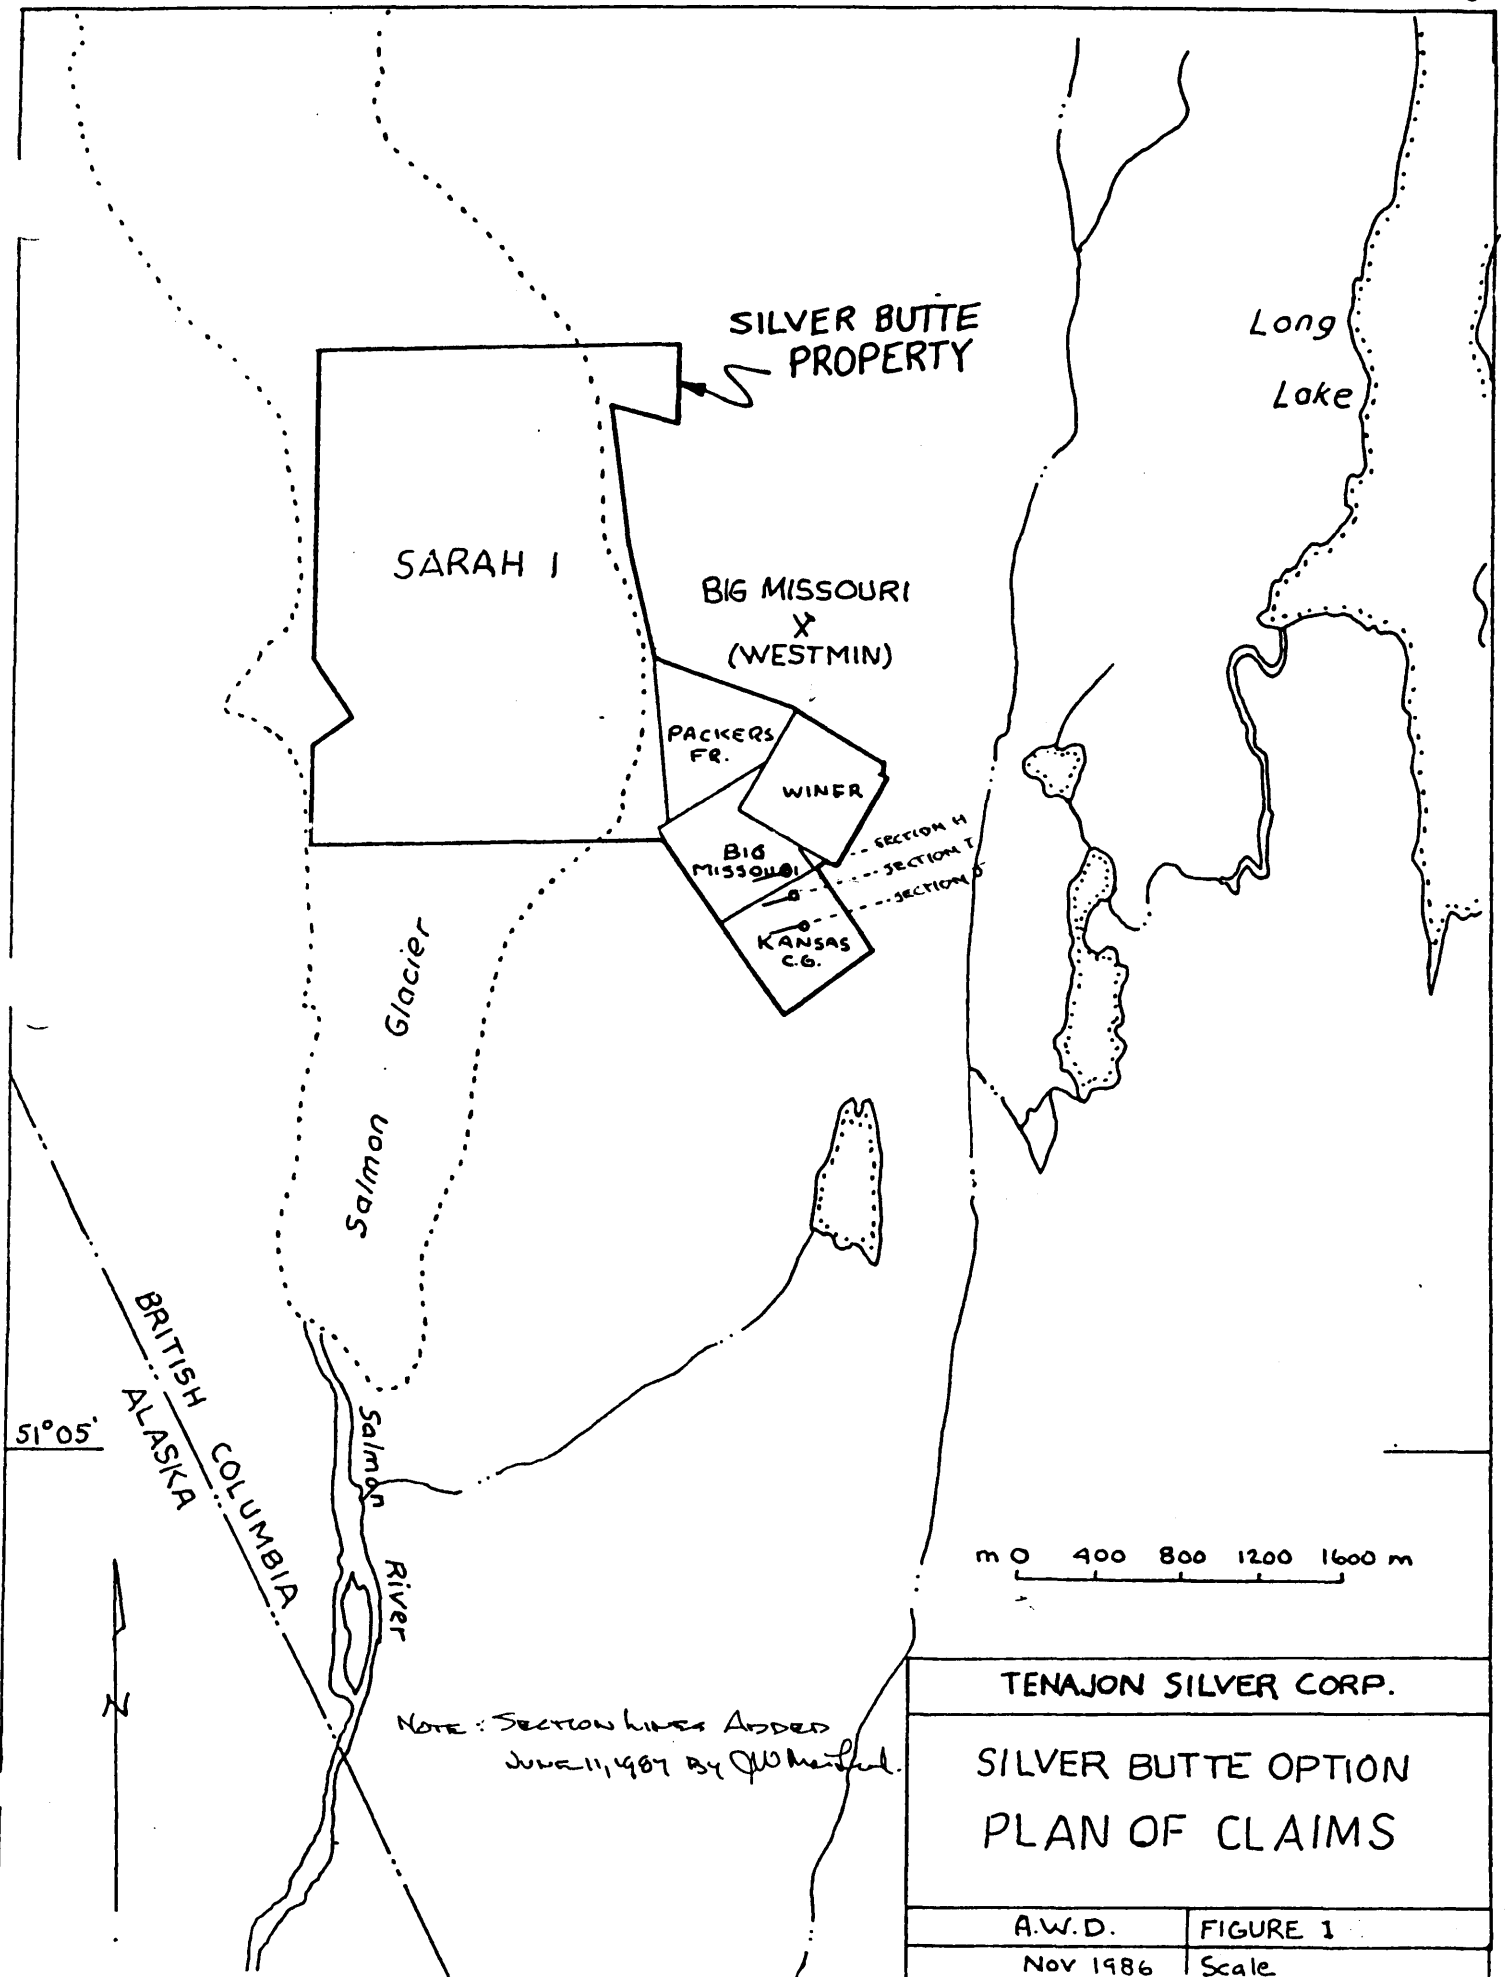 SILVER BUTTE
PROPERTY
Long
Lake
SARAH 1
BIG MISSOURI
X
(WESTMIN)
PACKERS
FR.
WINER
BIG
MISSOURI
SECTION H
SECTION I
SECTION J
KANSAS
C.G.
Salmon Glacier
BRITISH COLUMBIA
ALASKA
51°05'
Salmon River
m 0 400 800 1200 1600 m
N
NOTE: SECTION LINES ADDED
JUNE 11, 1987 BY
TENAJON SILVER CORP.
SILVER BUTTE OPTION
PLAN OF CLAIMS
A.W.D.
FIGURE 1
Nov 1986
Scale